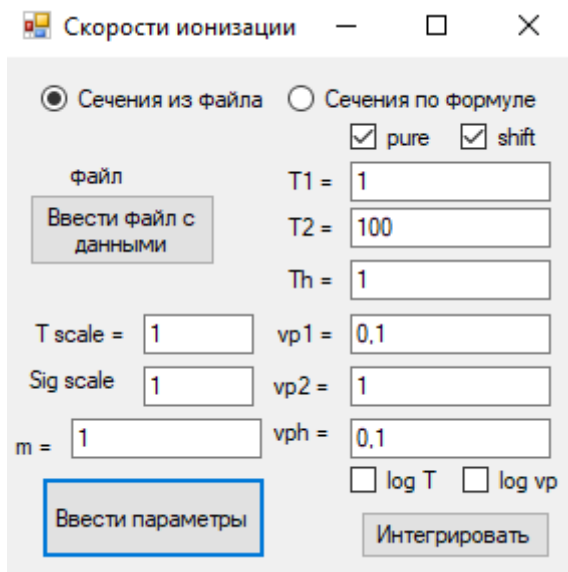 Скорости ионизации
Сечения из файла Сечения по формуле
pure shift
файл T1 = 1
Ввести файл с
данными
T2 = 100
Th = 1
T scale = 1 vp1 = 0,1
Sig scale 1 vp2 = 1
m = 1 vph = 0,1
log T log vp
Ввести параметры
Интегрировать